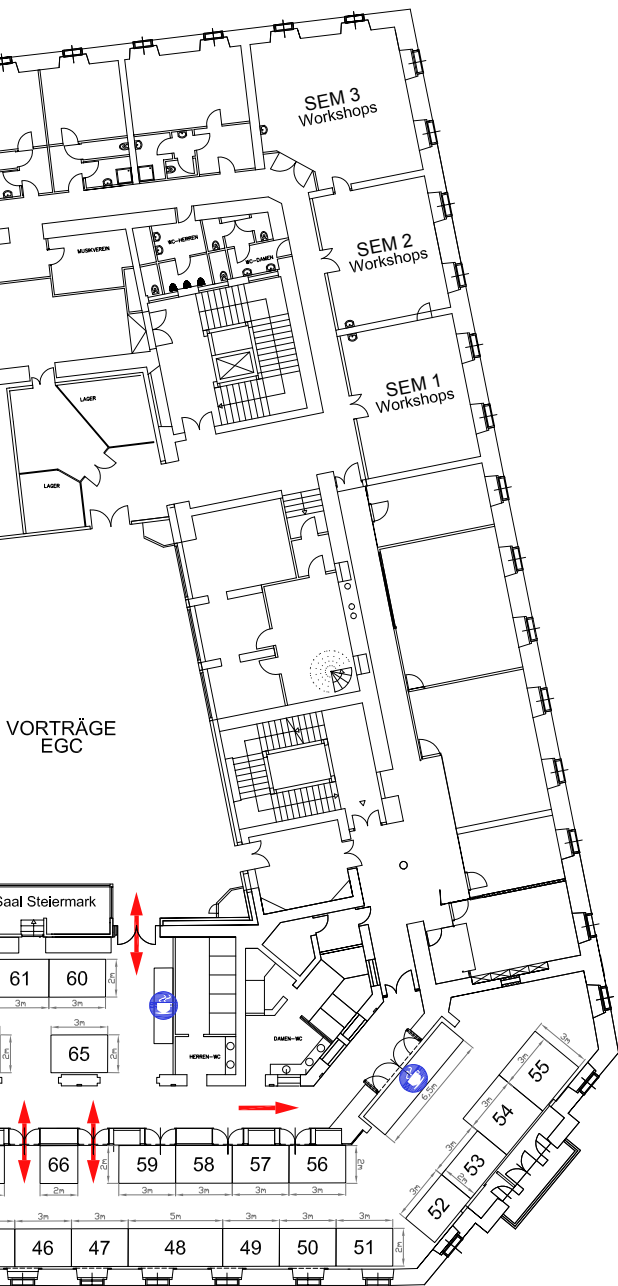 SEM 3
Workshops
WC-HERREN
MUSIKVEREIN
WC-DAMEN
SEM 2
Workshops
SEM 1
Workshops
LAGER
LAGER
VORTRÄGE
EGC
Saal Steiermark
61
60
2m
3m
3m
3m
65
2m
2m
HERREN-WC
DAMEN-WC
6,5m
3m
55
3m
54
3m
53
3m
2m
52
3m
66
2m
2m
59
58
57
56
2m
3m
3m
3m
3m
3m
3m
5m
3m
3m
3m
46
47
48
49
50
51
2m